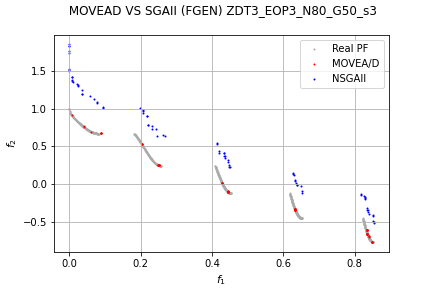 MOVEAD VS SGAII (FGEN) ZDT3_EOP3_N80_G50_s3
Real PF
MOVEA/D
NSGAII
1.5
1.0
0.5
0.0
−0.5
f₂
0.0
0.2
0.4
0.6
0.8
f₁